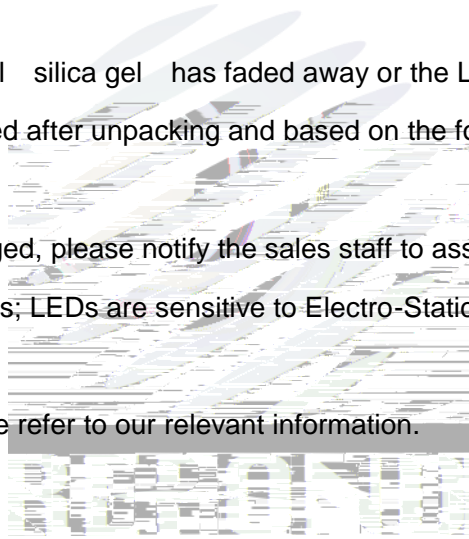 l silica gel has faded away or the L
ed after unpacking and based on the fo
ged, please notify the sales staff to ass
s; LEDs are sensitive to Electro-Static
e refer to our relevant information.